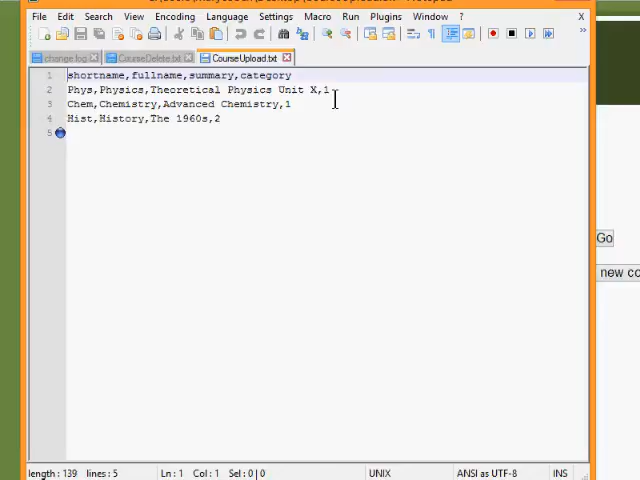 File Edit Search View Encoding Language Settings Macro Run Plugins Window ? X
change.log CourseDelete.txt CourseUpload.txt
1 shortname,fullname,summary,category
2 Phys,Physics,Theoretical Physics Unit X,1
3 Chem,Chemistry,Advanced Chemistry,1
4 Hist,History,The 1960s,2
5
Go
new co
length : 139 lines : 5 Ln : 1 Col : 1 Sel : 0 | 0 UNIX ANSI as UTF-8 INS